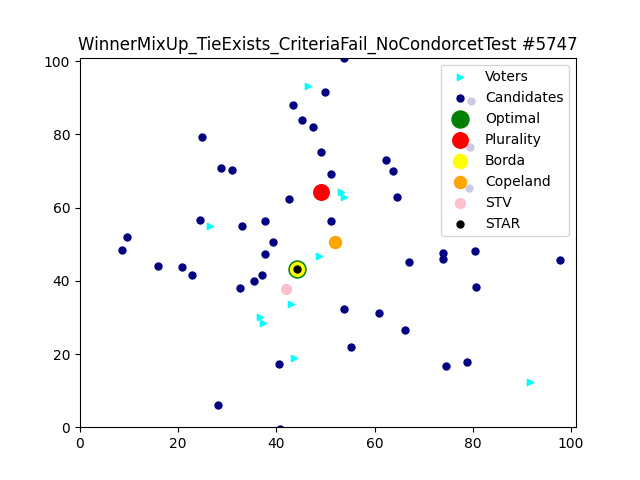 WinnerMixUp_TieExists_CriteriaFail_NoCondorcetTest #5747
100
80
60
40
20
0
0 20 40 60 80 100
Voters
Candidates
Optimal
Plurality
Borda
Copeland
STV
STAR